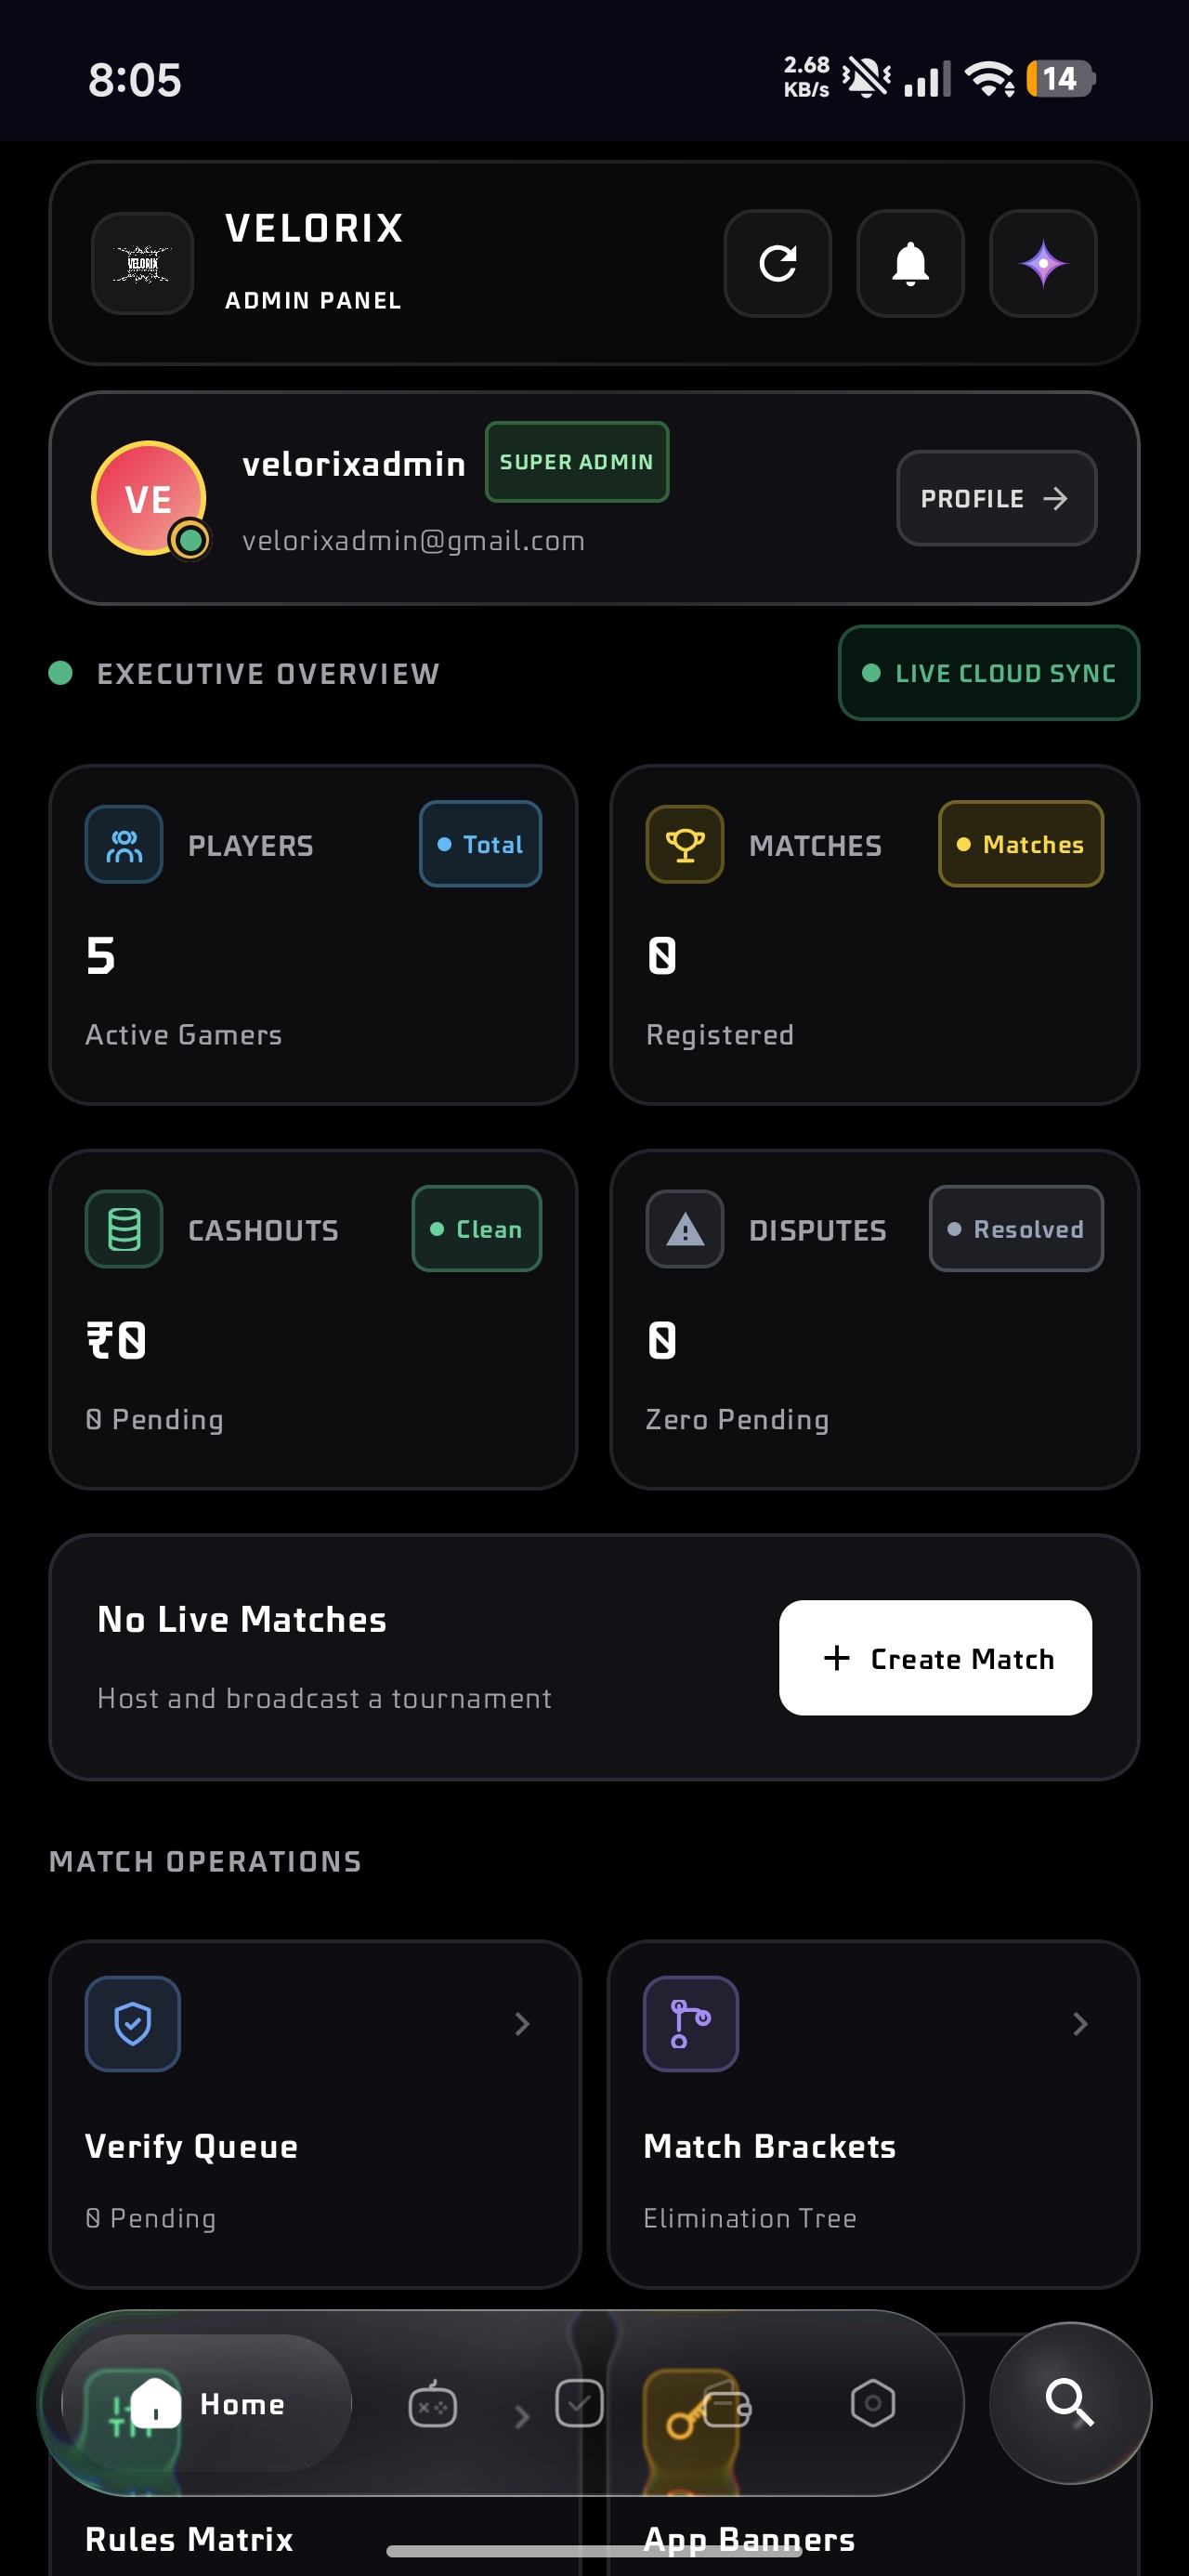 8:05
2.68
KB/s
14
VELORIX
VELORIX
ADMIN PANEL
VE
velorixadmin
SUPER ADMIN
velorixadmin@gmail.com
PROFILE
EXECUTIVE OVERVIEW
LIVE CLOUD SYNC
PLAYERS
Total
5
Active Gamers
MATCHES
Matches
0
Registered
CASHOUTS
Clean
₹0
0 Pending
DISPUTES
Resolved
0
Zero Pending
No Live Matches
Host and broadcast a tournament
+ Create Match
MATCH OPERATIONS
Verify Queue
0 Pending
Match Brackets
Elimination Tree
Home
Rules Matrix
App Banners